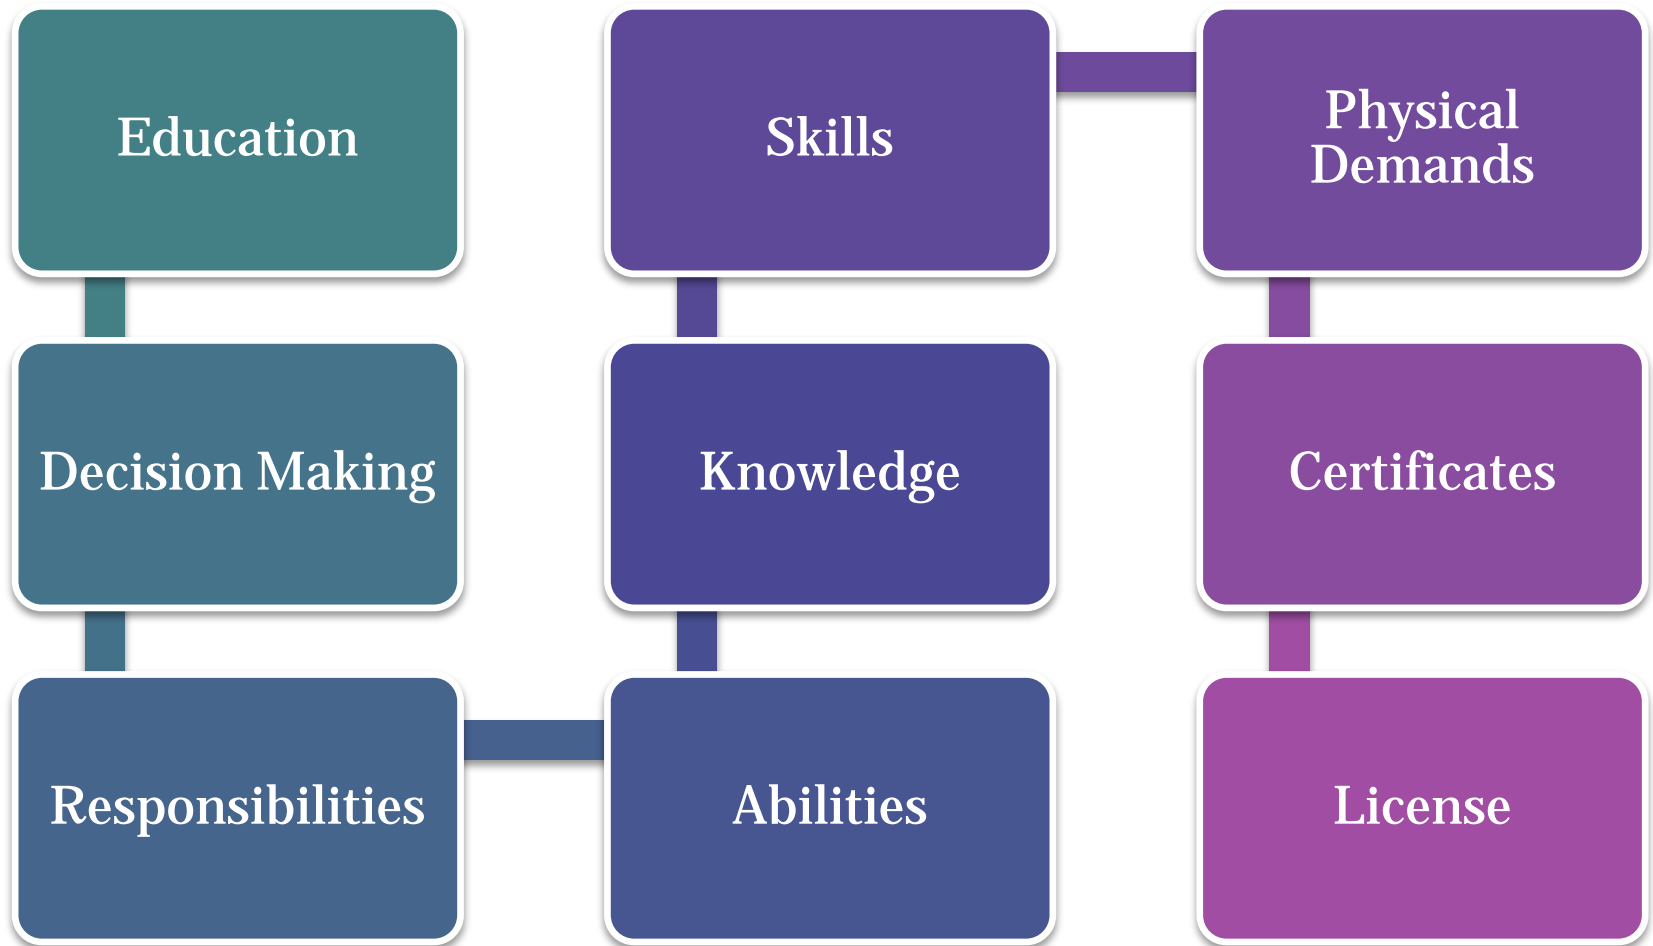 Education
Decision Making
Responsibilities
Abilities
Knowledge
Skills
Physical
Demands
Certificates
License